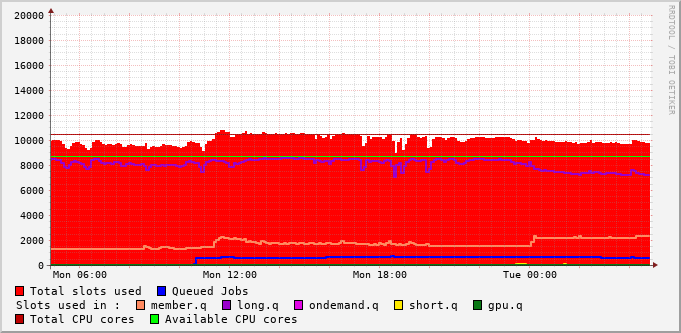 20000
18000
16000
14000
12000
10000
8000
6000
4000
2000
0
Mon 06:00 Mon 12:00 Mon 18:00 Tue 00:00
RRDTOOL / TOBI OETIKER
Total slots used Queued Jobs
Slots used in : member.q long.q ondemand.q short.q gpu.q
Total CPU cores Available CPU cores